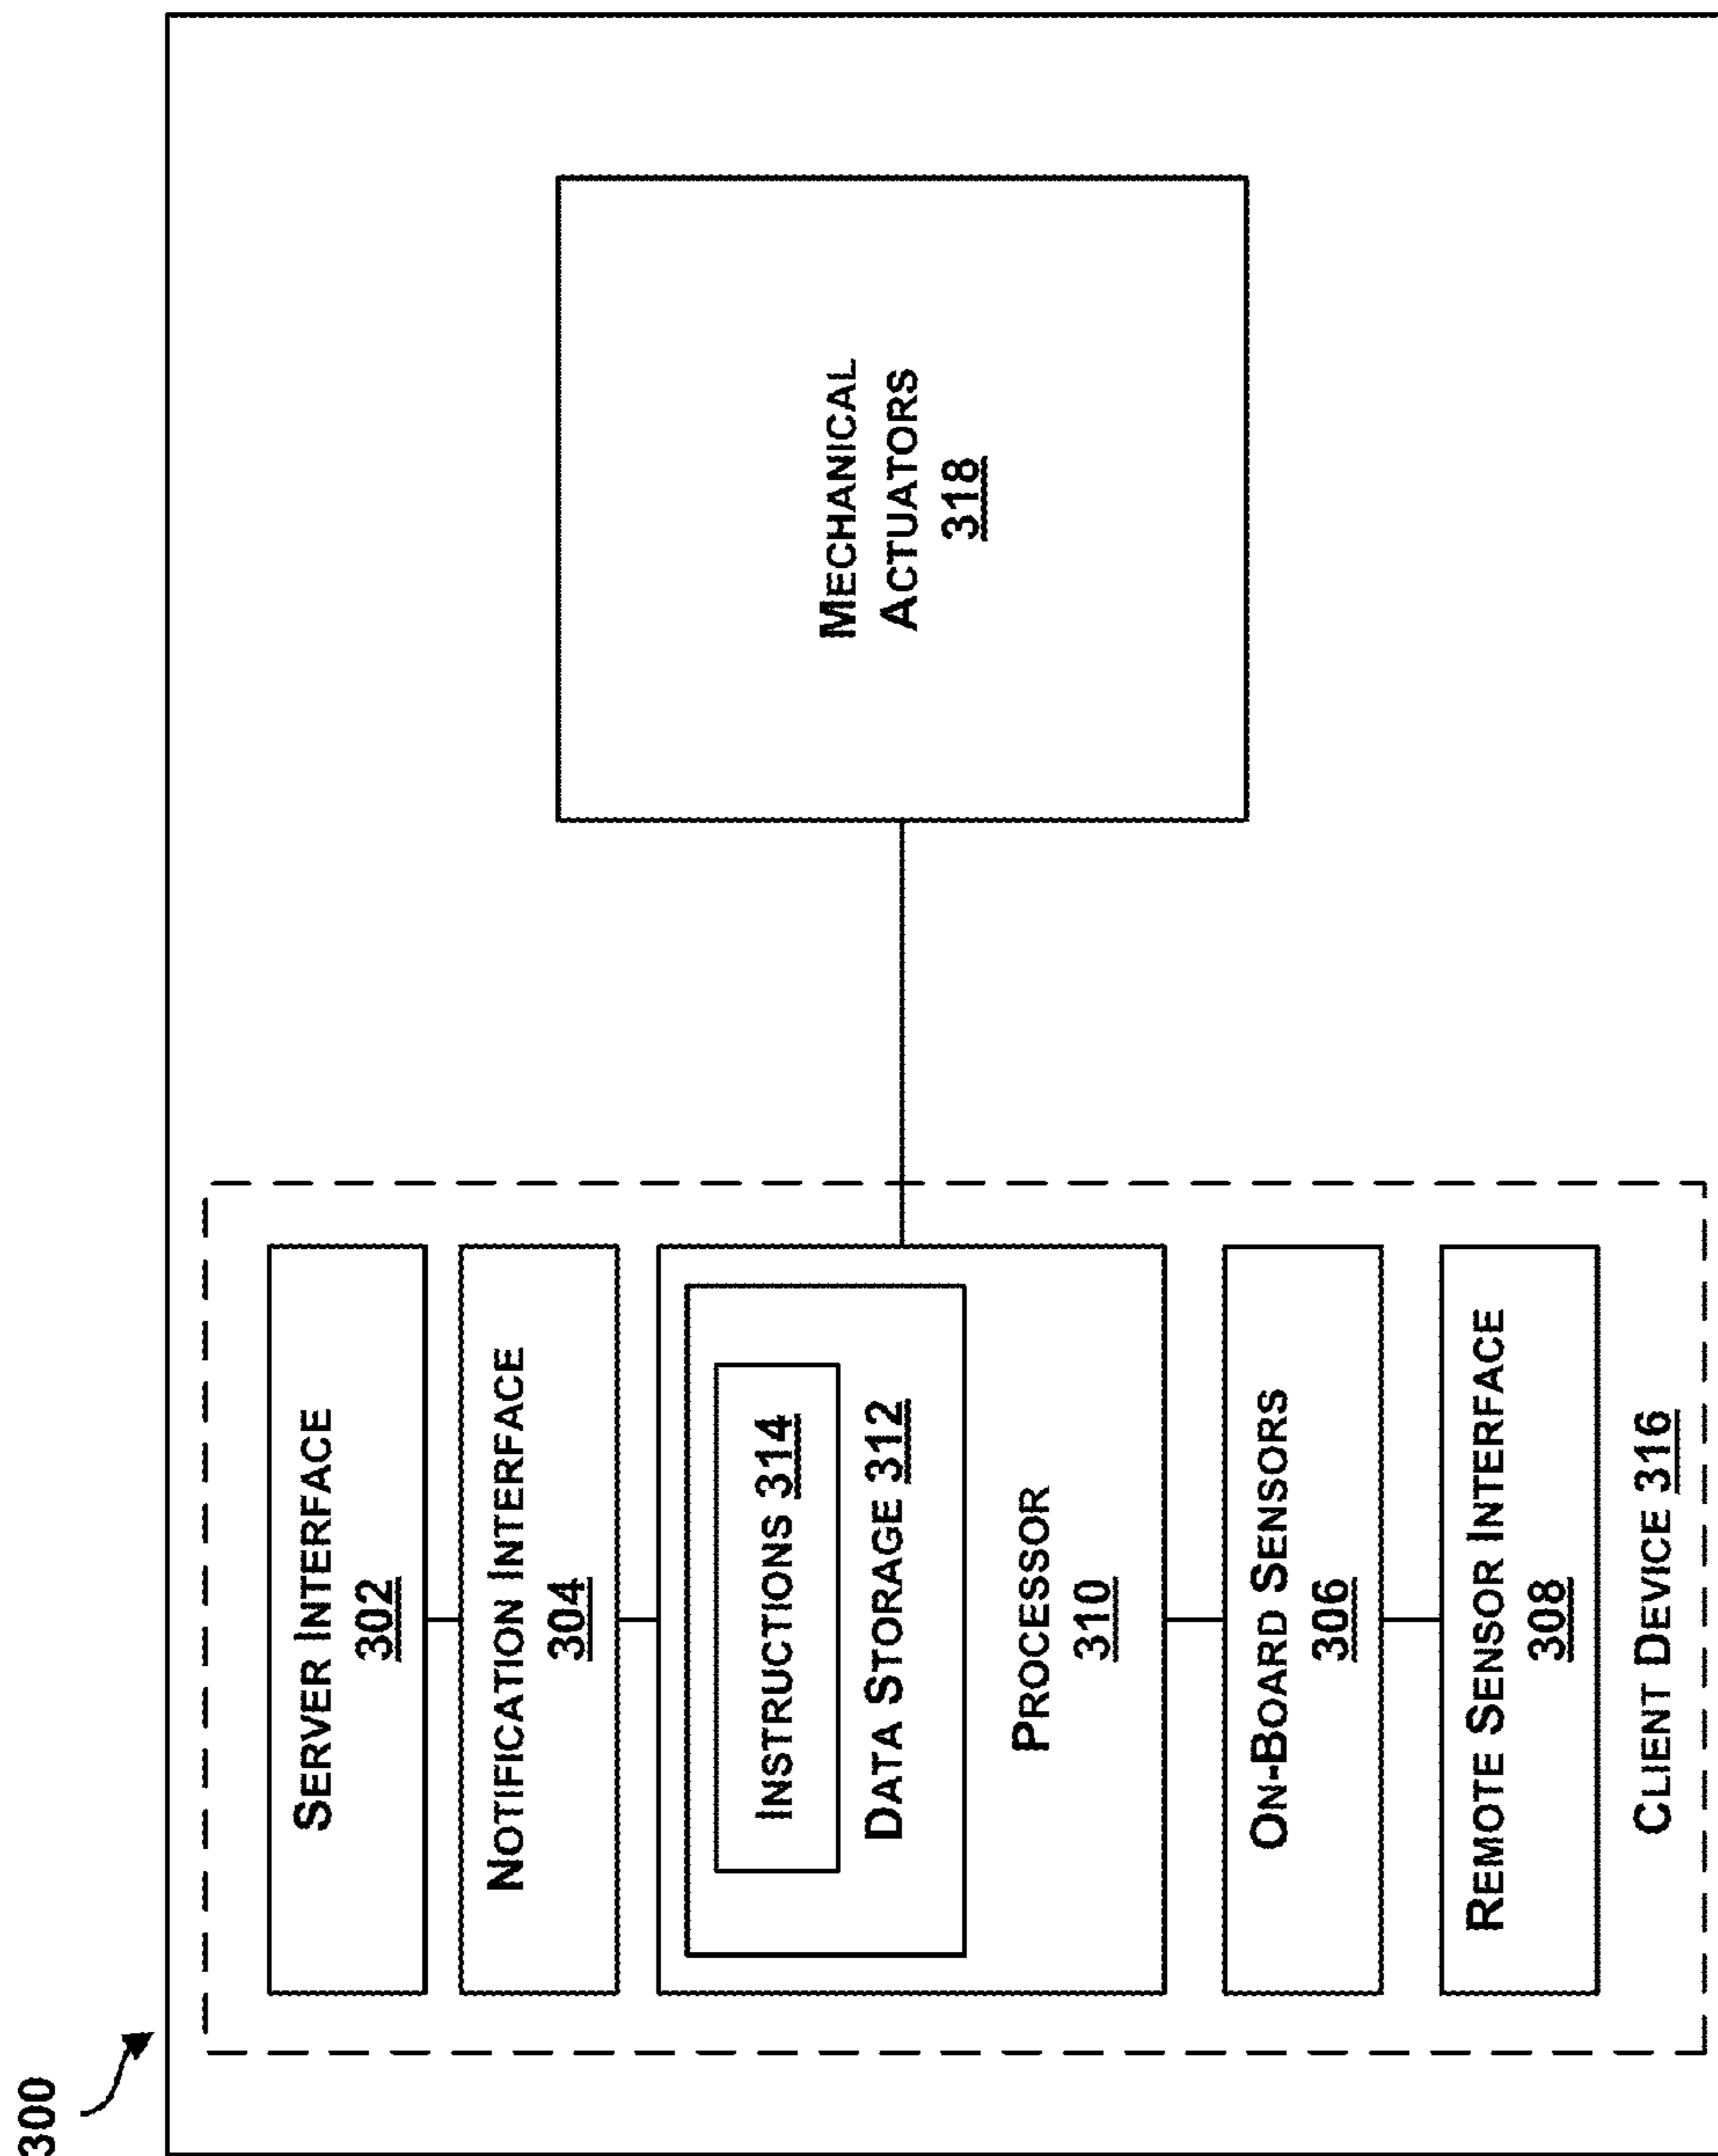 300
SERVER INTERFACE
302
NOTIFICATION INTERFACE
304
INSTRUCTIONS 314
DATA STORAGE 312
PROCESSOR
310
ON-BOARD SENSORS
306
REMOTE SENSOR INTERFACE
308
CLIENT DEVICE 316
MECHANICAL
ACTUATORS
318